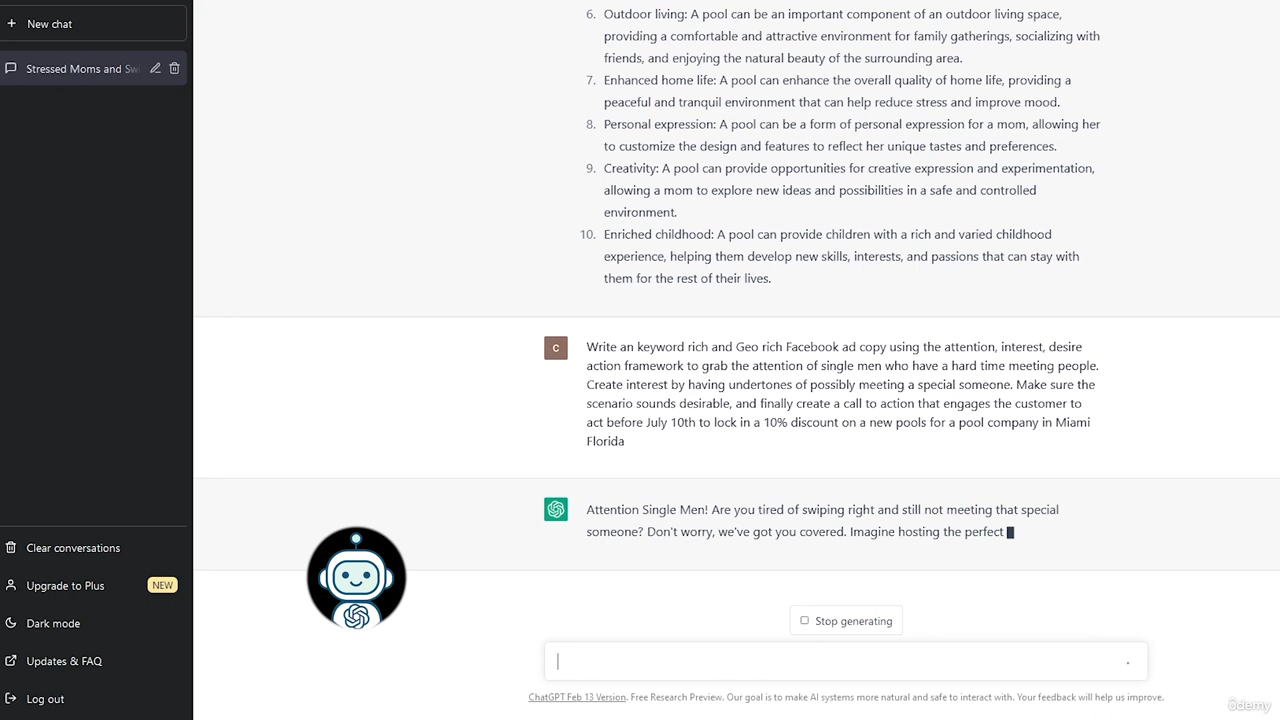 New chat
Stressed Moms and Sw
6. Outdoor living: A pool can be an important component of an outdoor living space,
providing a comfortable and attractive environment for family gatherings, socializing with
friends, and enjoying the natural beauty of the surrounding area.
7. Enhanced home life: A pool can enhance the overall quality of home life, providing a
peaceful and tranquil environment that can help reduce stress and improve mood.
8. Personal expression: A pool can be a form of personal expression for a mom, allowing her
to customize the design and features to reflect her unique tastes and preferences.
9. Creativity: A pool can provide opportunities for creative expression and experimentation,
allowing a mom to explore new ideas and possibilities in a safe and controlled
environment.
10. Enriched childhood: A pool can provide children with a rich and varied childhood
experience, helping them develop new skills, interests, and passions that can stay with
them for the rest of their lives.
C
Write an keyword rich and Geo rich Facebook ad copy using the attention, interest, desire
action framework to grab the attention of single men who have a hard time meeting people.
Create interest by having undertones of possibly meeting a special someone. Make sure the
scenario sounds desirable, and finally create a call to action that engages the customer to
act before July 10th to lock in a 10% discount on a new pools for a pool company in Miami
Florida
Attention Single Men! Are you tired of swiping right and still not meeting that special
someone? Don't worry, we've got you covered. Imagine hosting the perfect
Clear conversations
Upgrade to Plus NEW
Dark mode
Updates & FAQ
Log out
Stop generating
ChatGPT Feb 13 Version. Free Research Preview. Our goal is to make AI systems more natural and safe to interact with. Your feedback will help us improve.
ûdemy